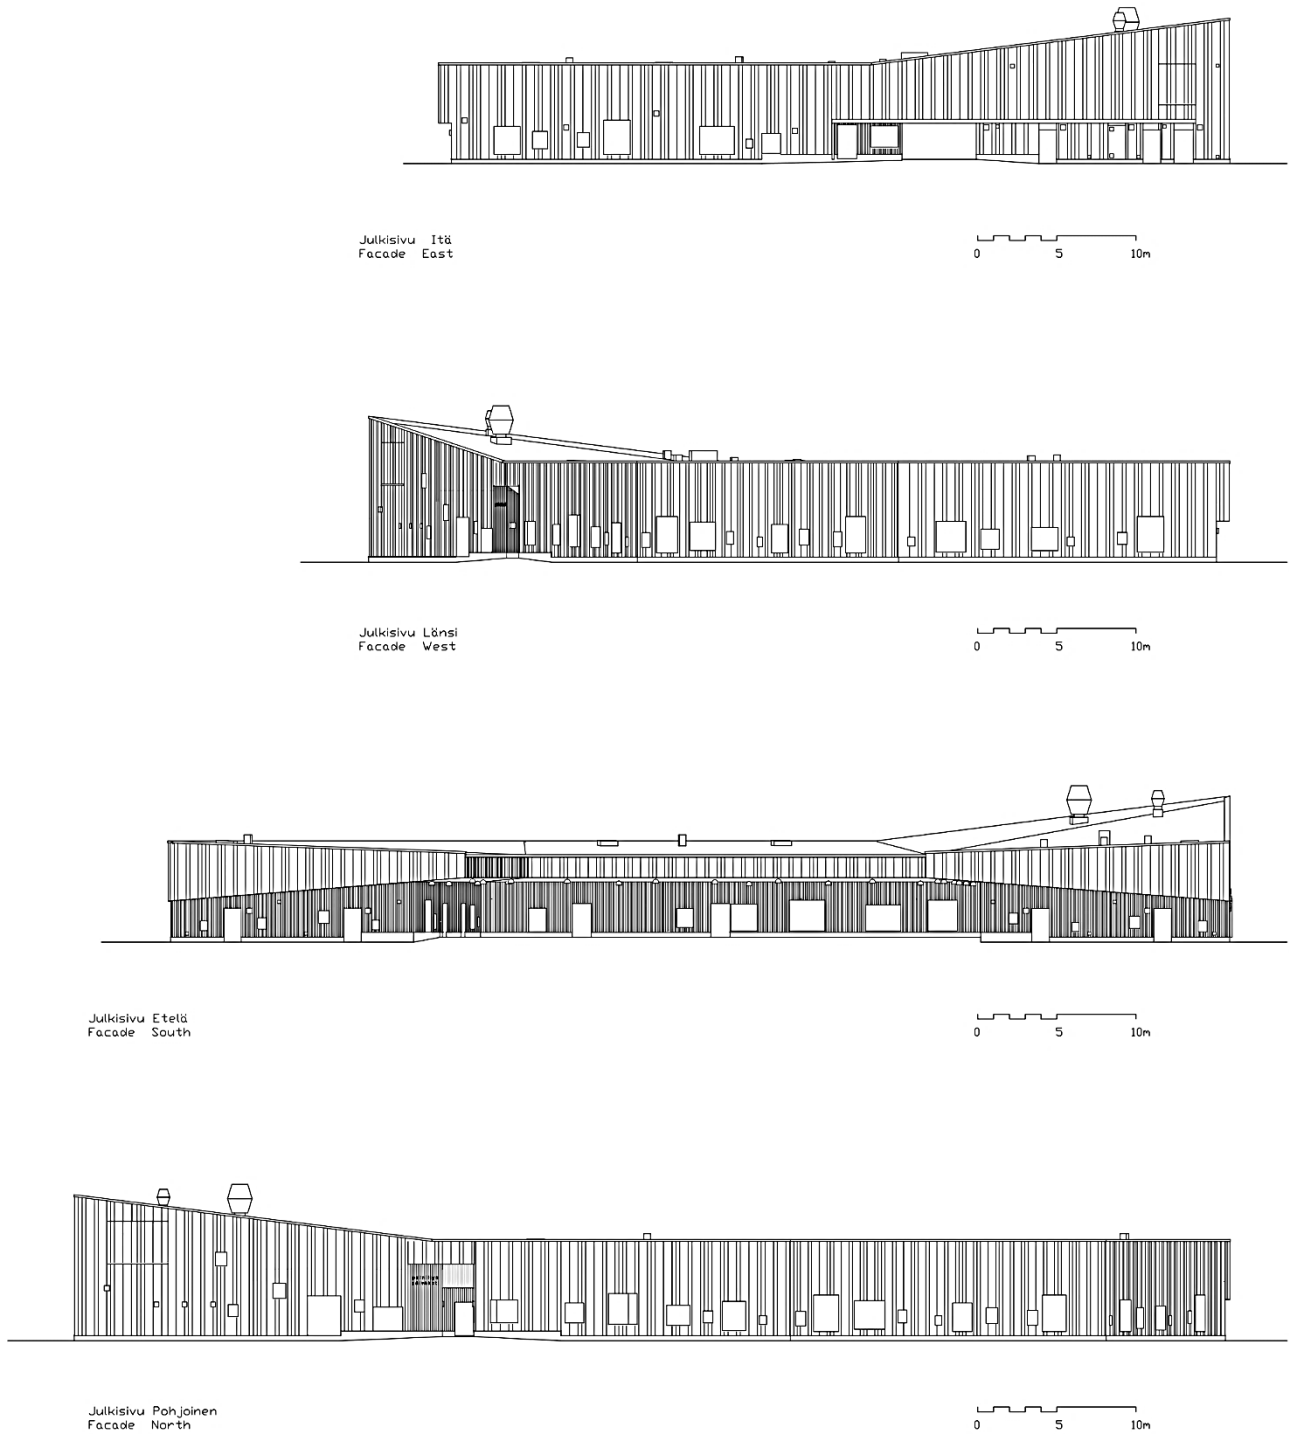 Julkisivu Itä
Facade East
0 5 10m
Julkisivu Länsi
Facade West
0 5 10m
Julkisivu Etelä
Facade South
0 5 10m
Julkisivu Pohjoinen
Facade North
0 5 10m